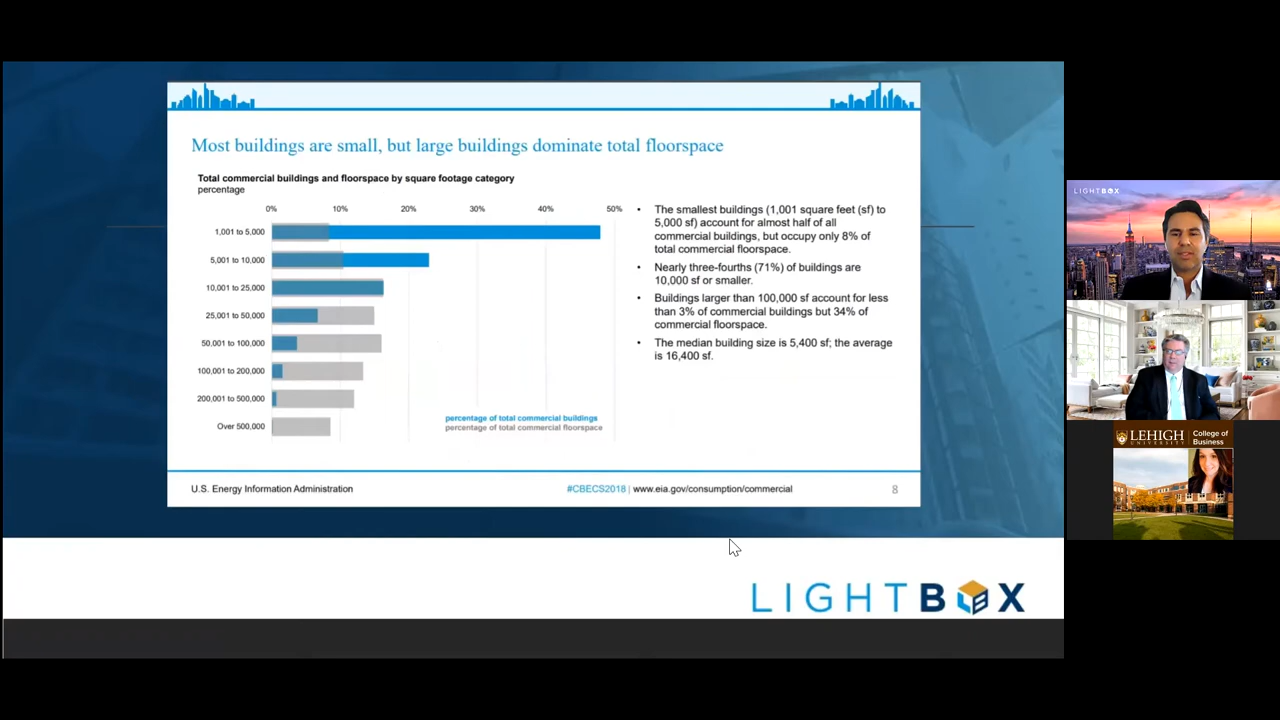 Most buildings are small, but large buildings dominate total floorspace
Total commercial buildings and floorspace by square footage category
percentage
0% 10% 20% 30% 40% 50%
1,001 to 5,000
5,001 to 10,000
10,001 to 25,000
25,001 to 50,000
50,001 to 100,000
100,001 to 200,000
200,001 to 500,000
Over 500,000
percentage of total commercial buildings
percentage of total commercial floorspace
• The smallest buildings (1,001 square feet (sf) to
5,000 sf) account for almost half of all
commercial buildings, but occupy only 8% of
total commercial floorspace.
• Nearly three-fourths (71%) of buildings are
10,000 sf or smaller.
• Buildings larger than 100,000 sf account for less
than 3% of commercial buildings but 34% of
commercial floorspace.
• The median building size is 5,400 sf; the average
is 16,400 sf.
U.S. Energy Information Administration
#CBECS2018 | www.eia.gov/consumption/commercial
8
LIGHTBOX
LIGHTBOX
LEHIGH
UNIVERSITY
College of
Business